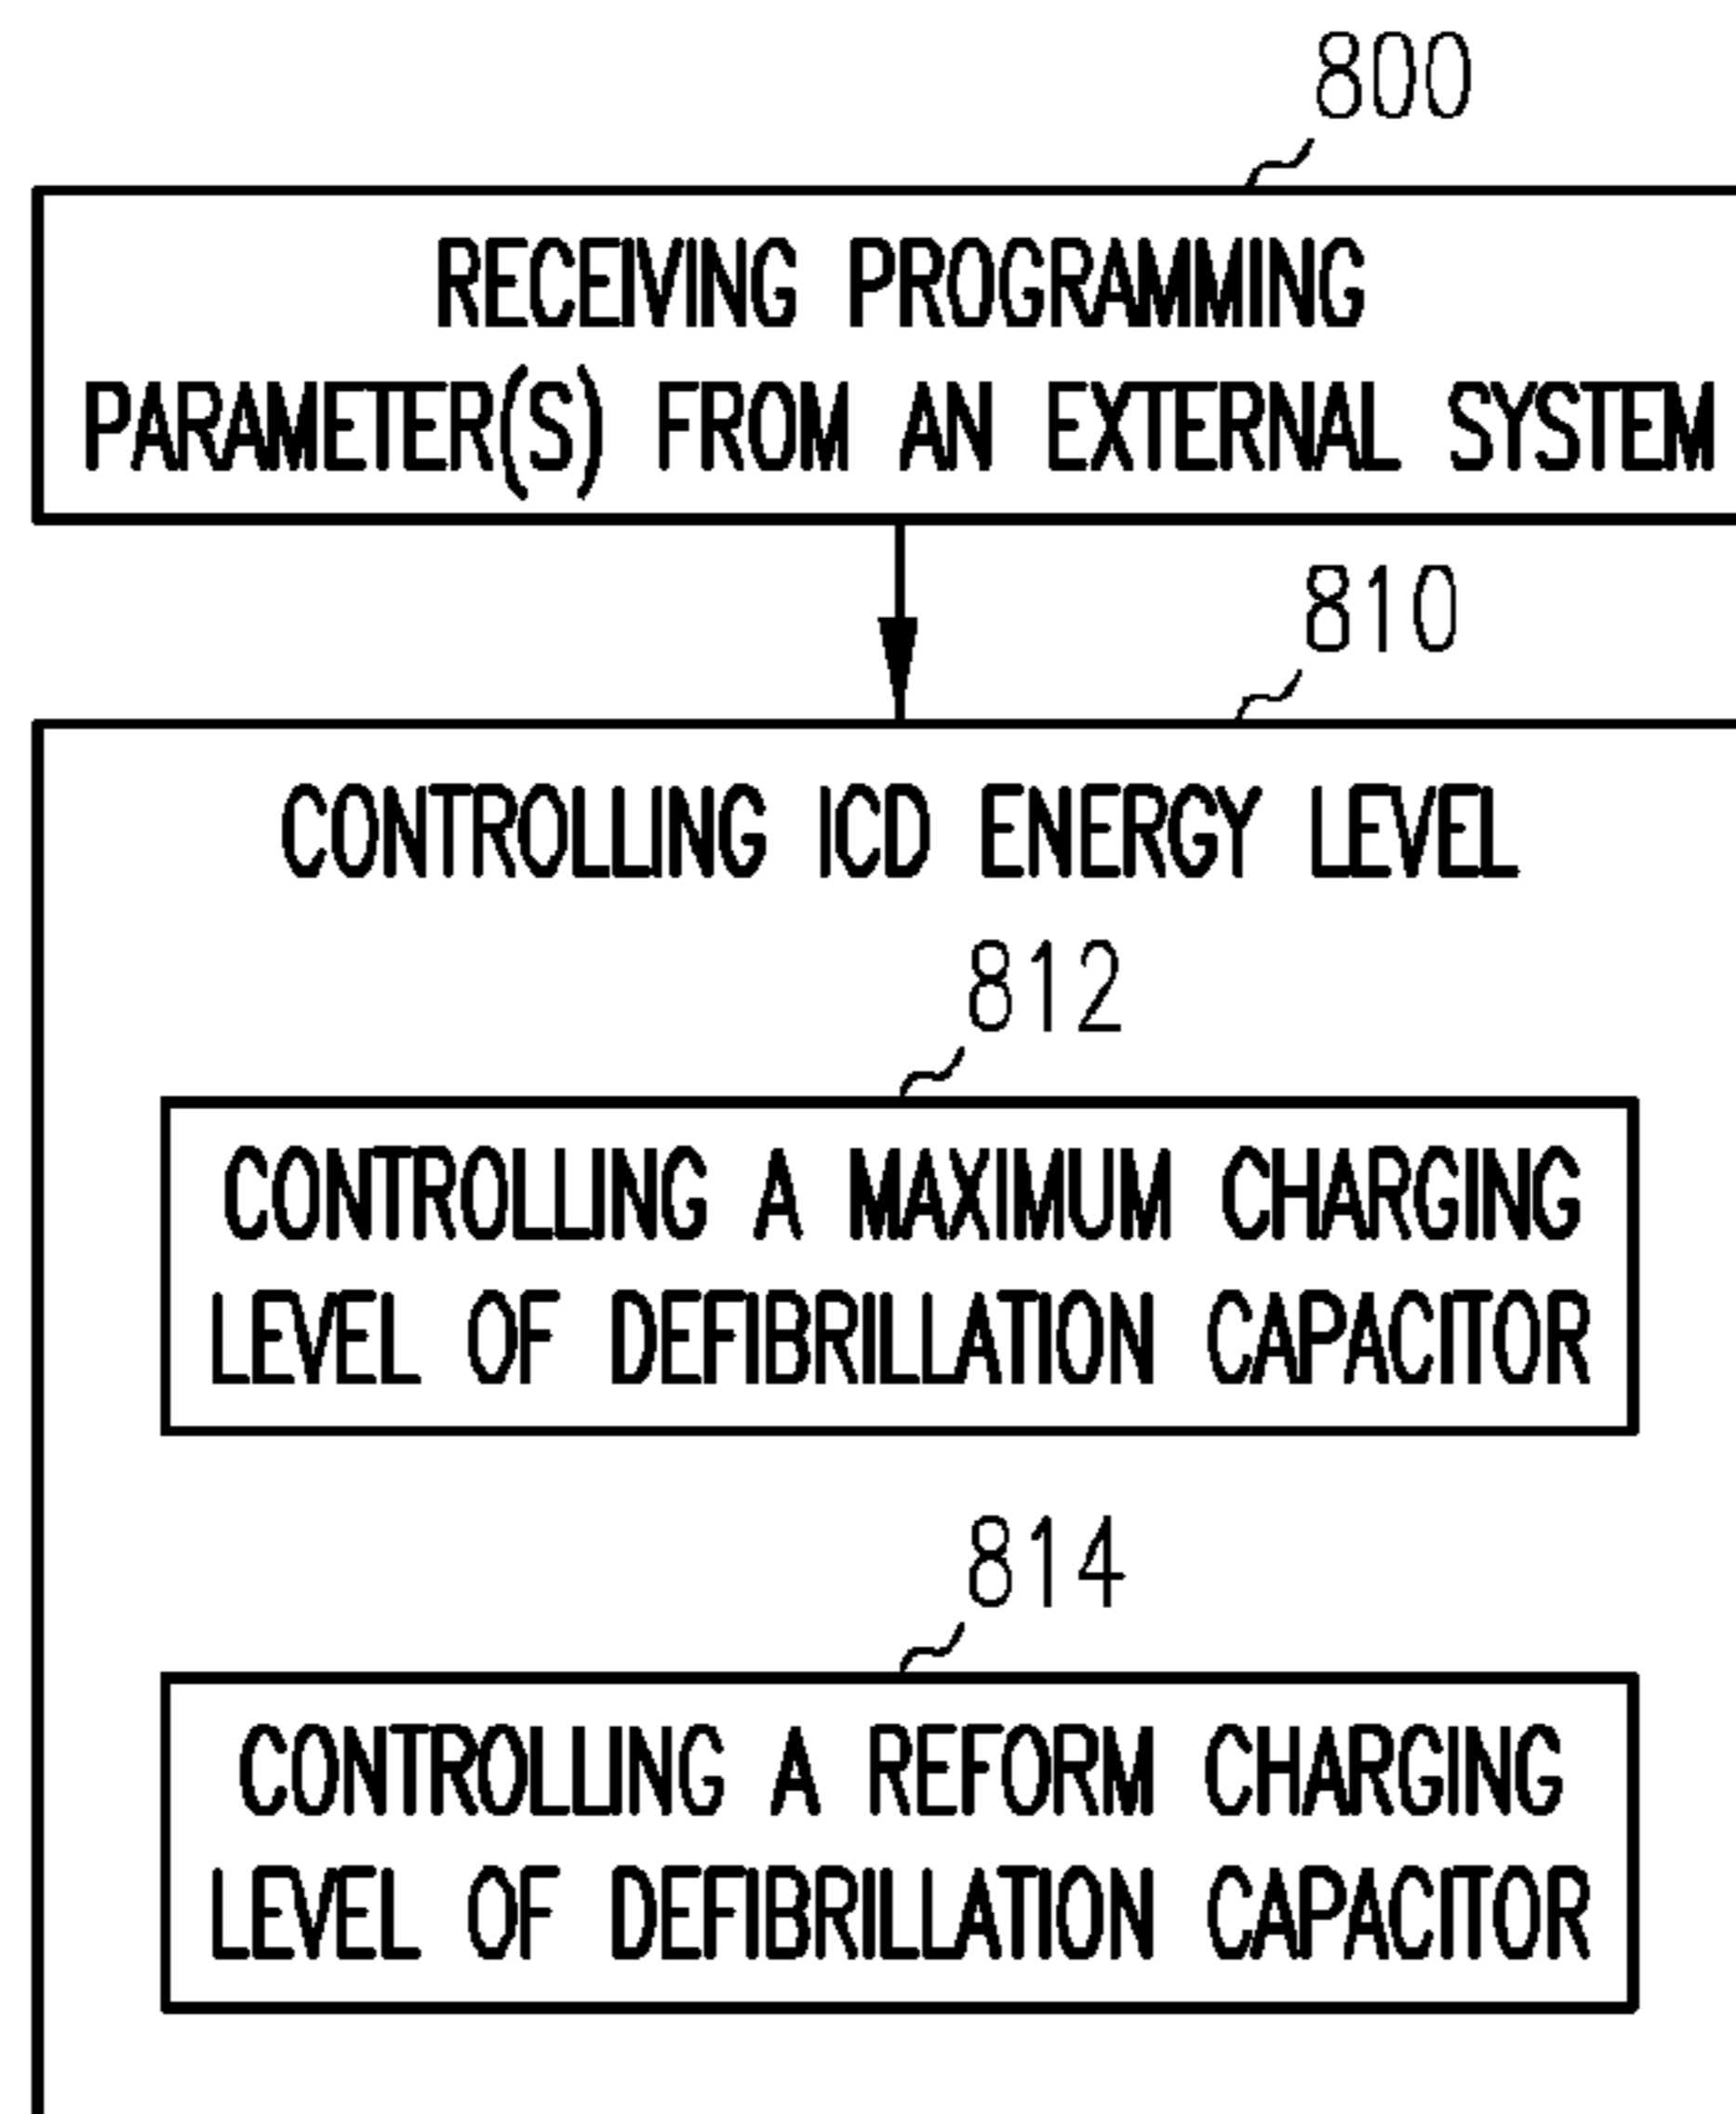 800
RECEIVING PROGRAMMING
PARAMETER(S) FROM AN EXTERNAL SYSTEM
810
CONTROLLING ICD ENERGY LEVEL
812
CONTROLLING A MAXIMUM CHARGING
LEVEL OF DEFIBRILLATION CAPACITOR
814
CONTROLLING A REFORM CHARGING
LEVEL OF DEFIBRILLATION CAPACITOR